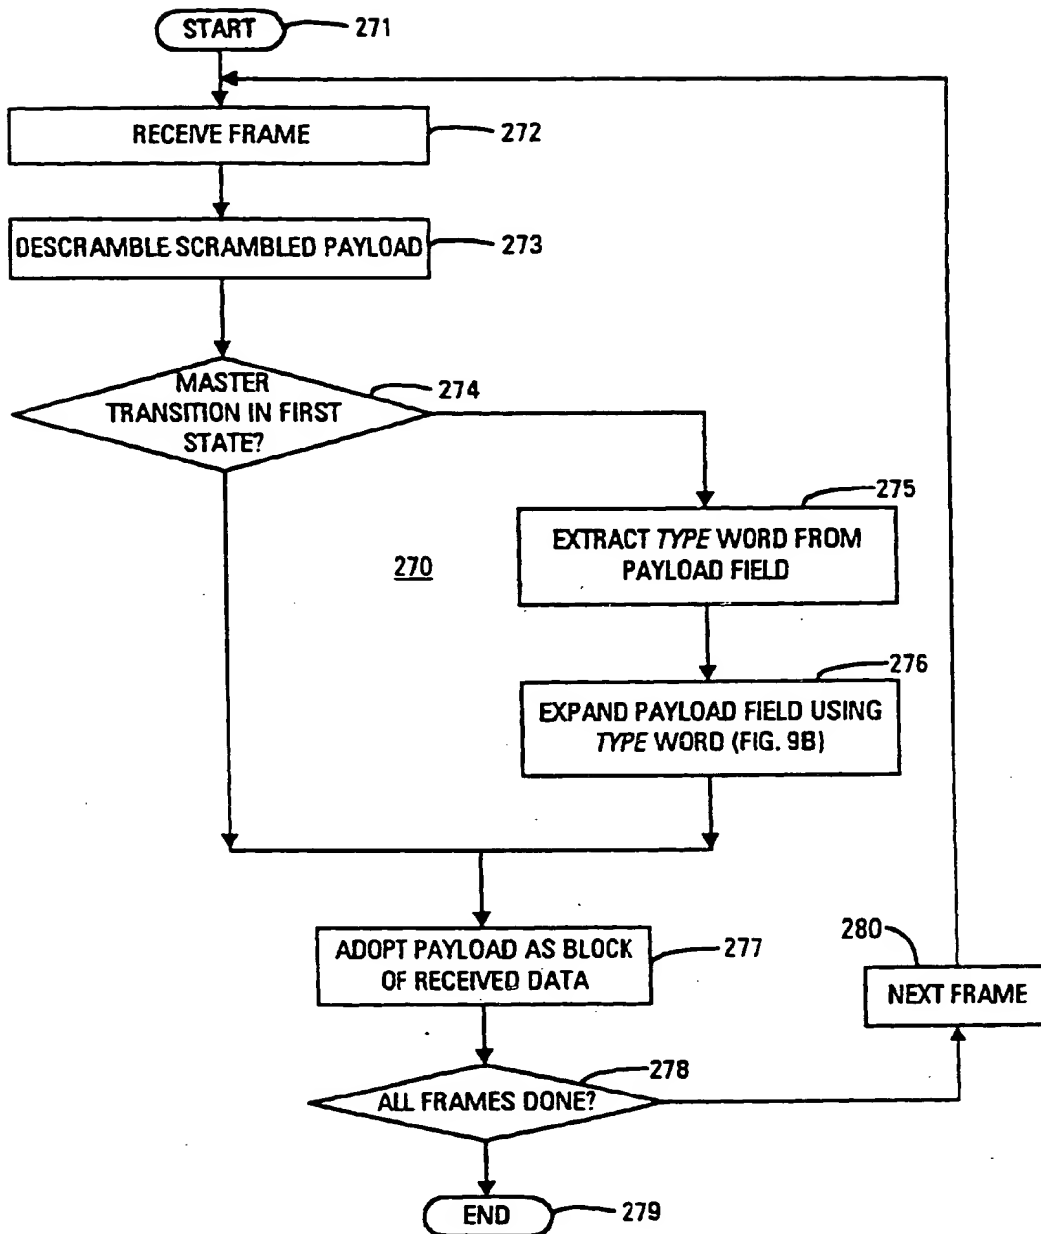 START
271
RECEIVE FRAME
272
DESCRAMBLE SCRAMBLED PAYLOAD
273
MASTER
TRANSITION IN FIRST
STATE?
274
275
EXTRACT TYPE WORD FROM
PAYLOAD FIELD
270
276
EXPAND PAYLOAD FIELD USING
TYPE WORD (FIG. 9B)
ADOPT PAYLOAD AS BLOCK
OF RECEIVED DATA
277
280
NEXT FRAME
278
ALL FRAMES DONE?
END
279